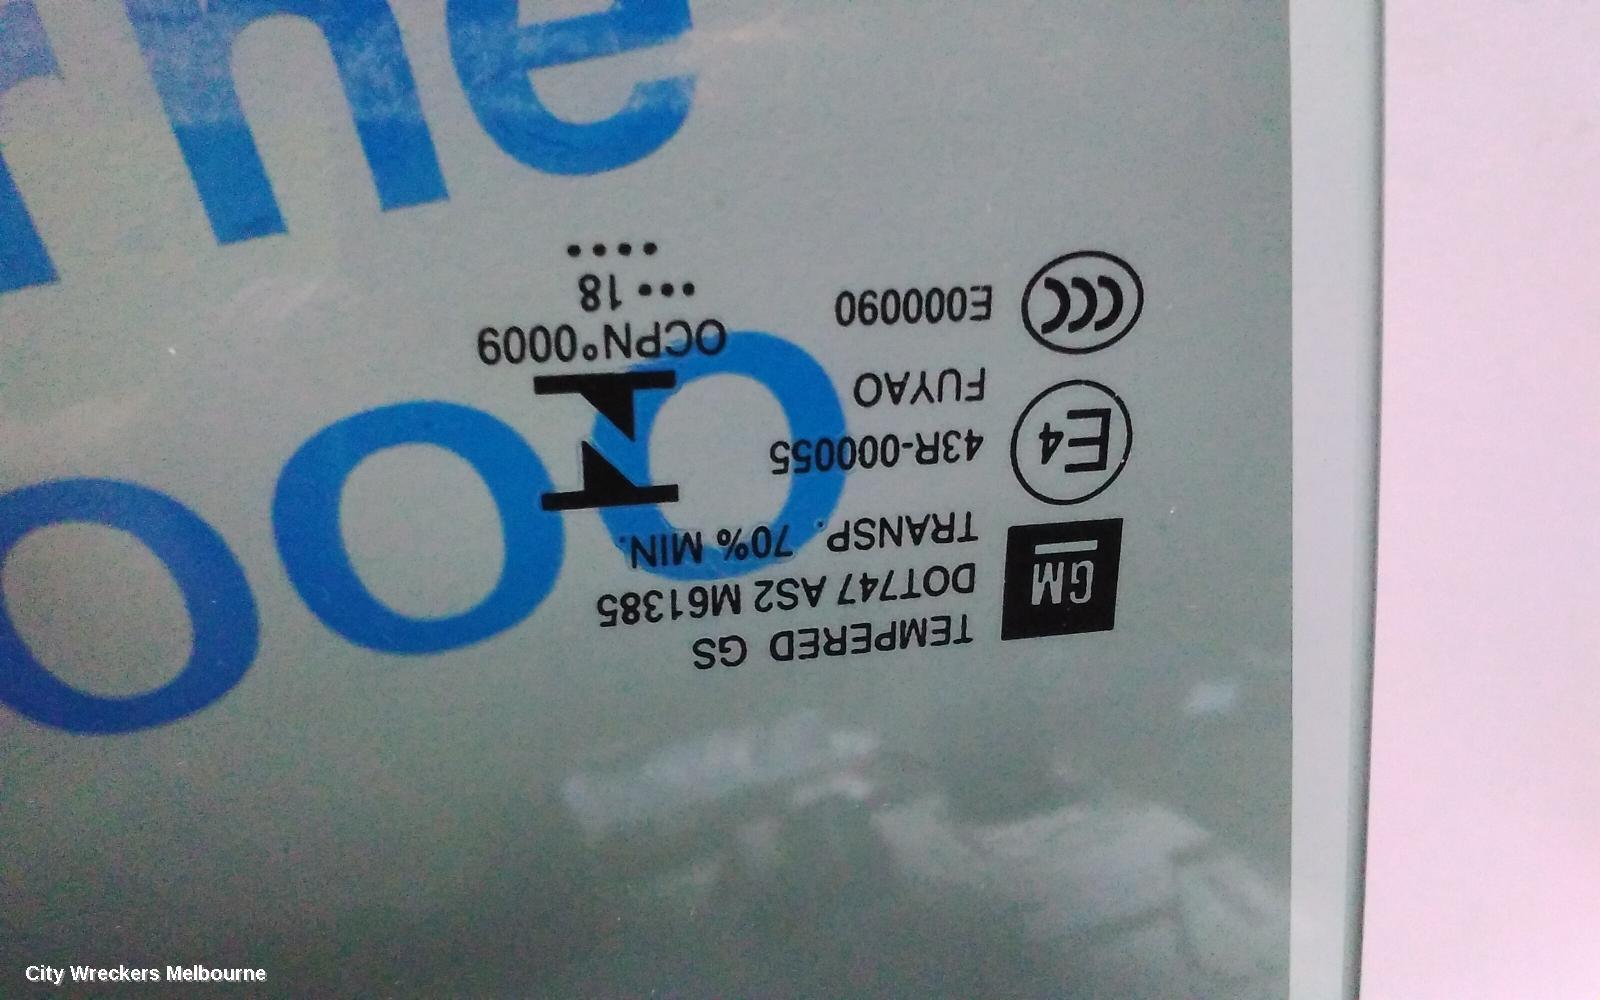 TEMPERED GS
GM
DOT747 AS2 M61385
TRANSP. 70% MIN.
E4
43R-000055
FUYAO
CCC
E000090
OCPN°0009
••• 18
••••
City Wreckers Melbourne